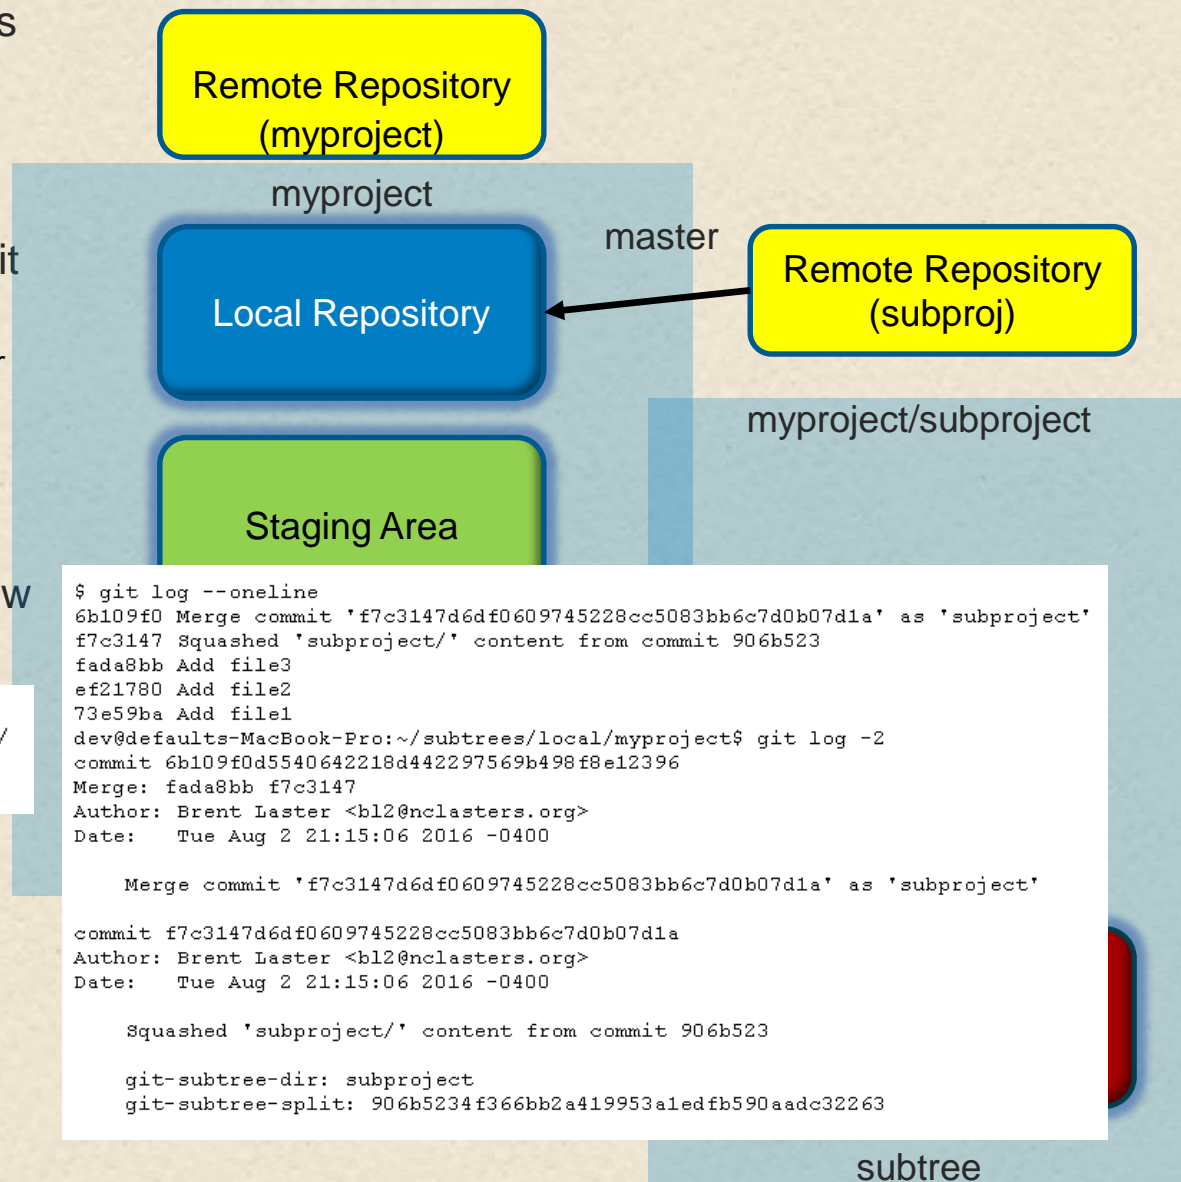 s
Remote Repository
(myproject)
myproject
master
it
Remote Repository
(subproj)
Local Repository
r
myproject/subproject
Staging Area
w
$ git log --oneline
6b109f0 Merge commit 'f7c3147d6df0609745228cc5083bb6c7d0b07d1a' as 'subproject'
f7c3147 Squashed 'subproject/' content from commit 906b523
fada8bb Add file3
ef21780 Add file2
73e59ba Add file1
/
dev@defaults-MacBook-Pro:~/subtrees/local/myproject$ git log -2
commit 6b109f0d5540642218d442297569b498f8e12396
Merge: fada8bb f7c3147
Author: Brent Laster <bl2@nclasters.org>
Date:   Tue Aug 2 21:15:06 2016 -0400
Merge commit 'f7c3147d6df0609745228cc5083bb6c7d0b07d1a' as 'subproject'
commit f7c3147d6df0609745228cc5083bb6c7d0b07d1a
Author: Brent Laster <bl2@nclasters.org>
Date:   Tue Aug 2 21:15:06 2016 -0400
Squashed 'subproject/' content from commit 906b523
git-subtree-dir: subproject
git-subtree-split: 906b5234f366bb2a419953a1edfb590aadc32263
subtree